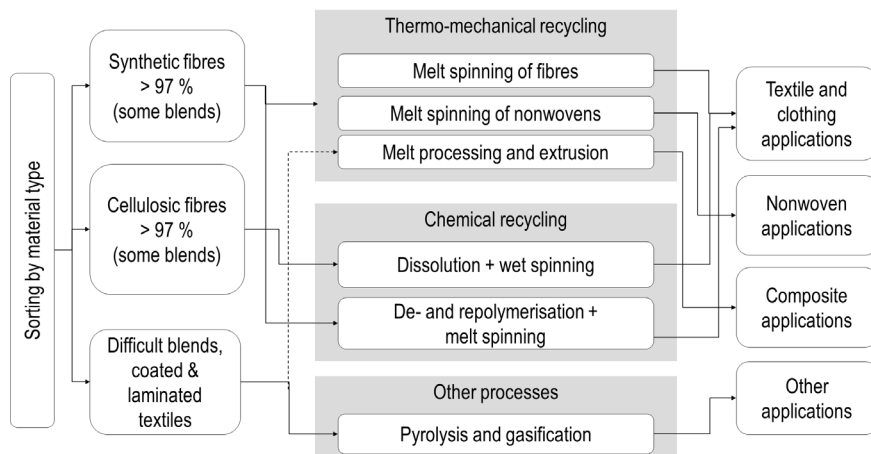 Sorting by material type
Synthetic fibres
> 97 %
(some blends)
Cellulosic fibres
> 97 %
(some blends)
Difficult blends,
coated &
laminated
textiles
Thermo-mechanical recycling
Melt spinning of fibres
Melt spinning of nonwovens
Melt processing and extrusion
Chemical recycling
Dissolution + wet spinning
De- and repolymerisation +
melt spinning
Other processes
Pyrolysis and gasification
Textile and
clothing
applications
Nonwoven
applications
Composite
applications
Other
applications